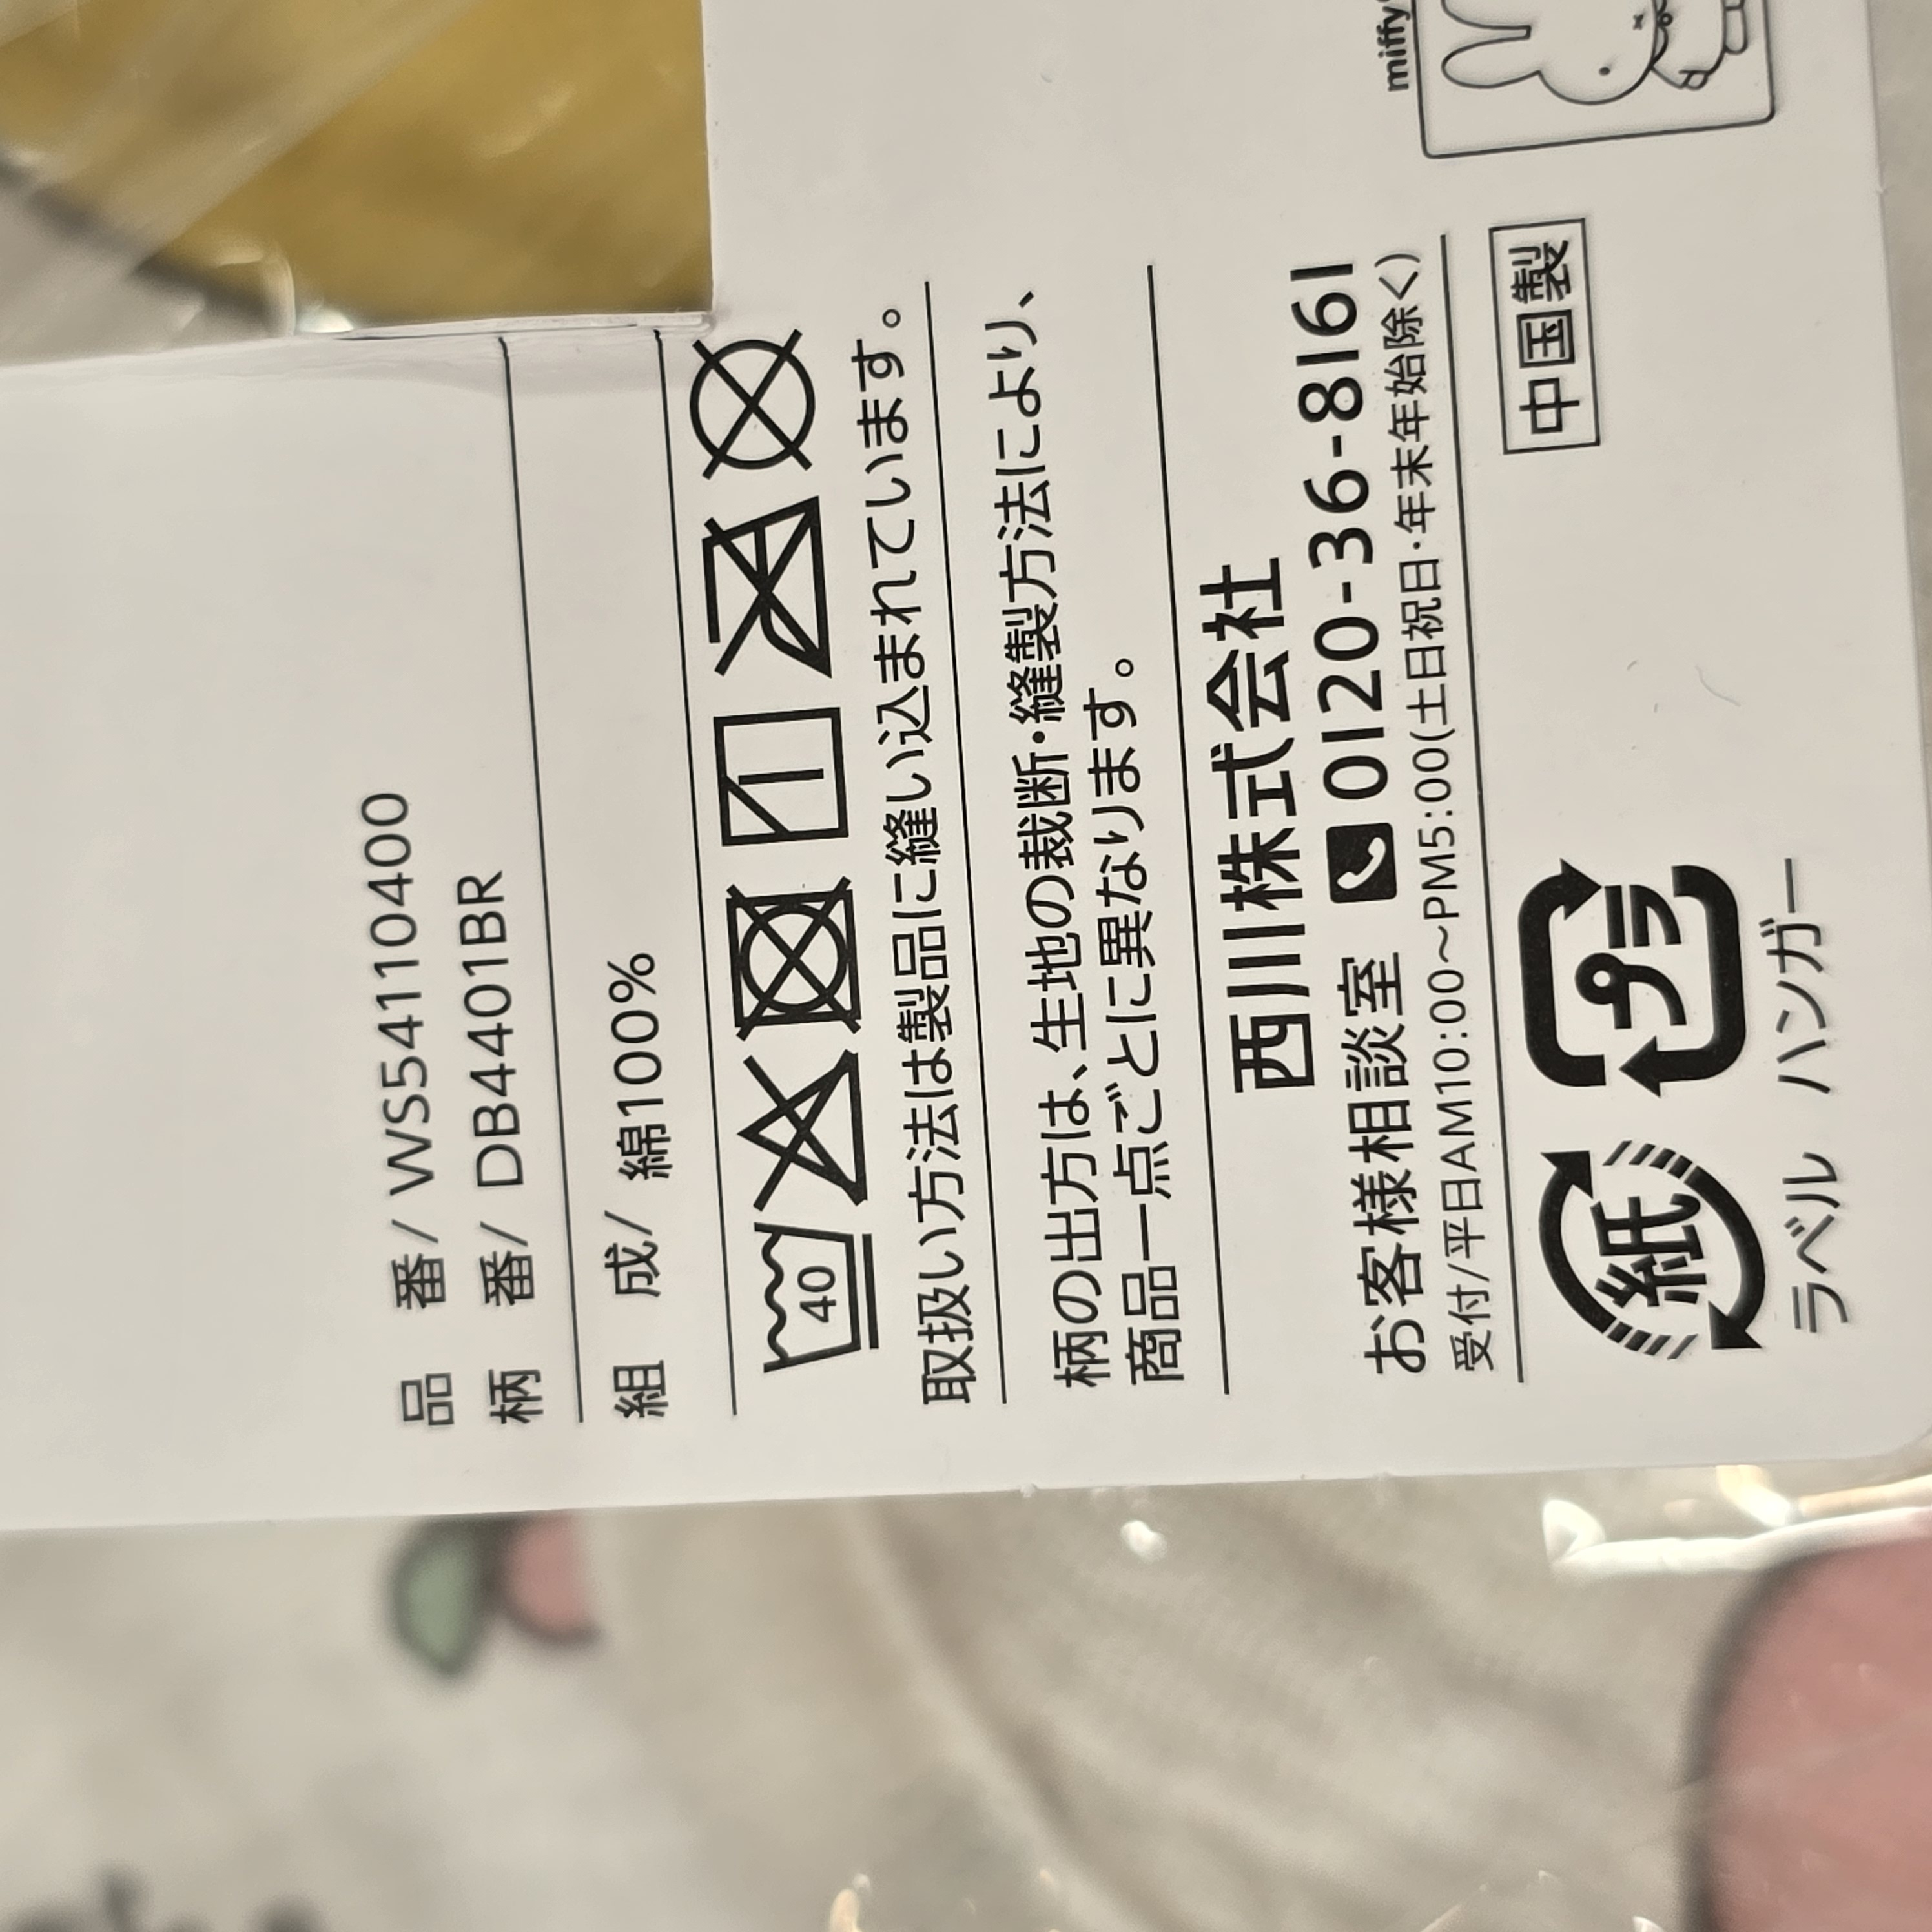 品 番/ WS54110400
柄 番/ DB4401BR
組 成/ 綿100%
40
取扱い方法は製品に縫い込まれています。
柄の出方は、生地の裁断・縫製方法により、
商品一点ごとに異なります。
西川株式会社
お客様相談室 0120-36-8161
受付/平日AM10:00～PM5:00(土日祝日・年末年始除く)
紙 プラ
ラベル ハンガー
中国製
miffy